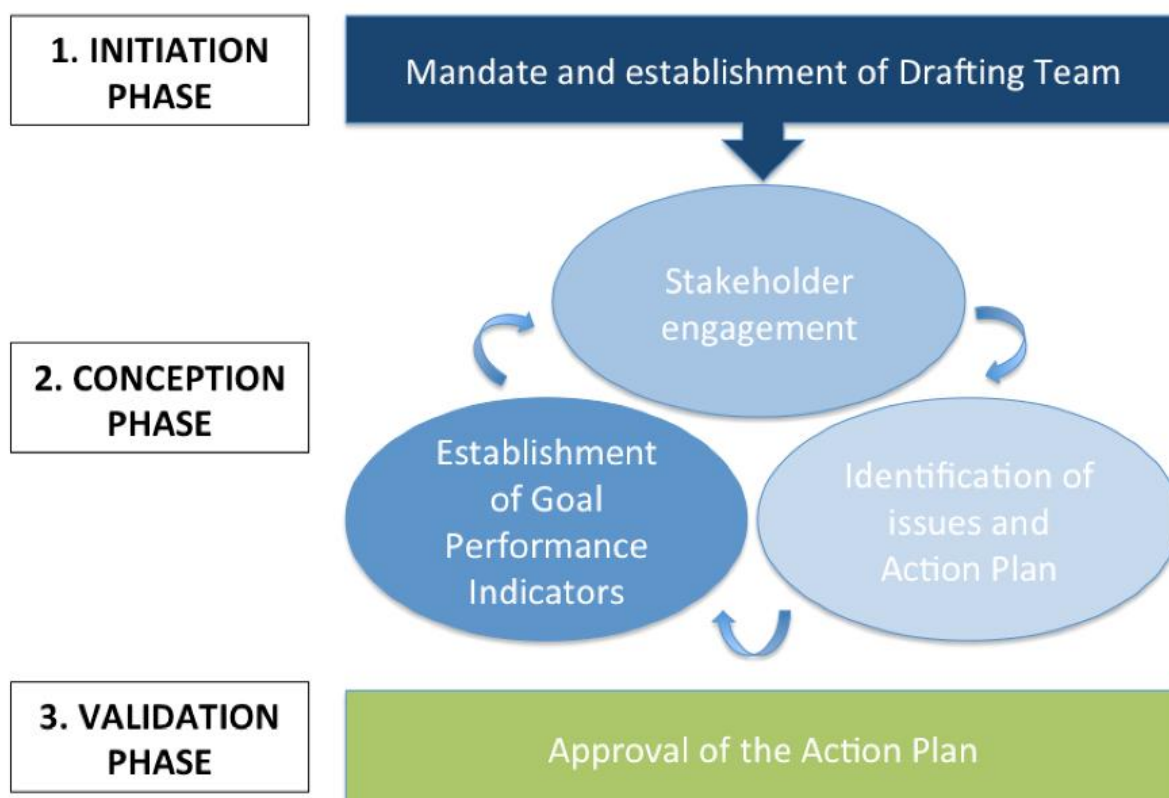 1. INITIATION
PHASE
Mandate and establishment of Drafting Team
Stakeholder
engagement
2. CONCEPTION
PHASE
Establishment
of Goal
Performance
Indicators
Identification of
issues and
Action Plan
3. VALIDATION
PHASE
Approval of the Action Plan